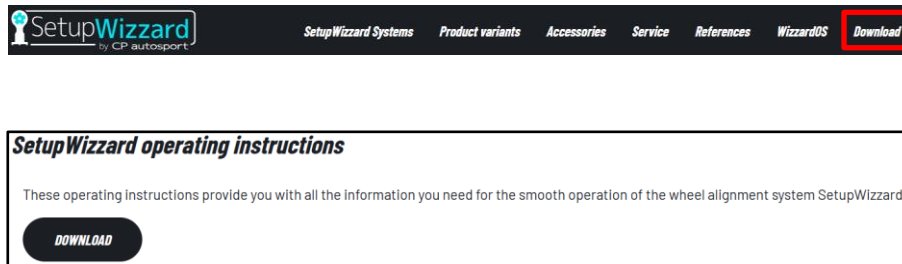 SetupWizzard
by CP autosport
SetupWizzard Systems Product variants Accessories Service References WizzardOS Download
SetupWizzard operating instructions
These operating instructions provide you with all the information you need for the smooth operation of the wheel alignment system SetupWizzard
DOWNLOAD